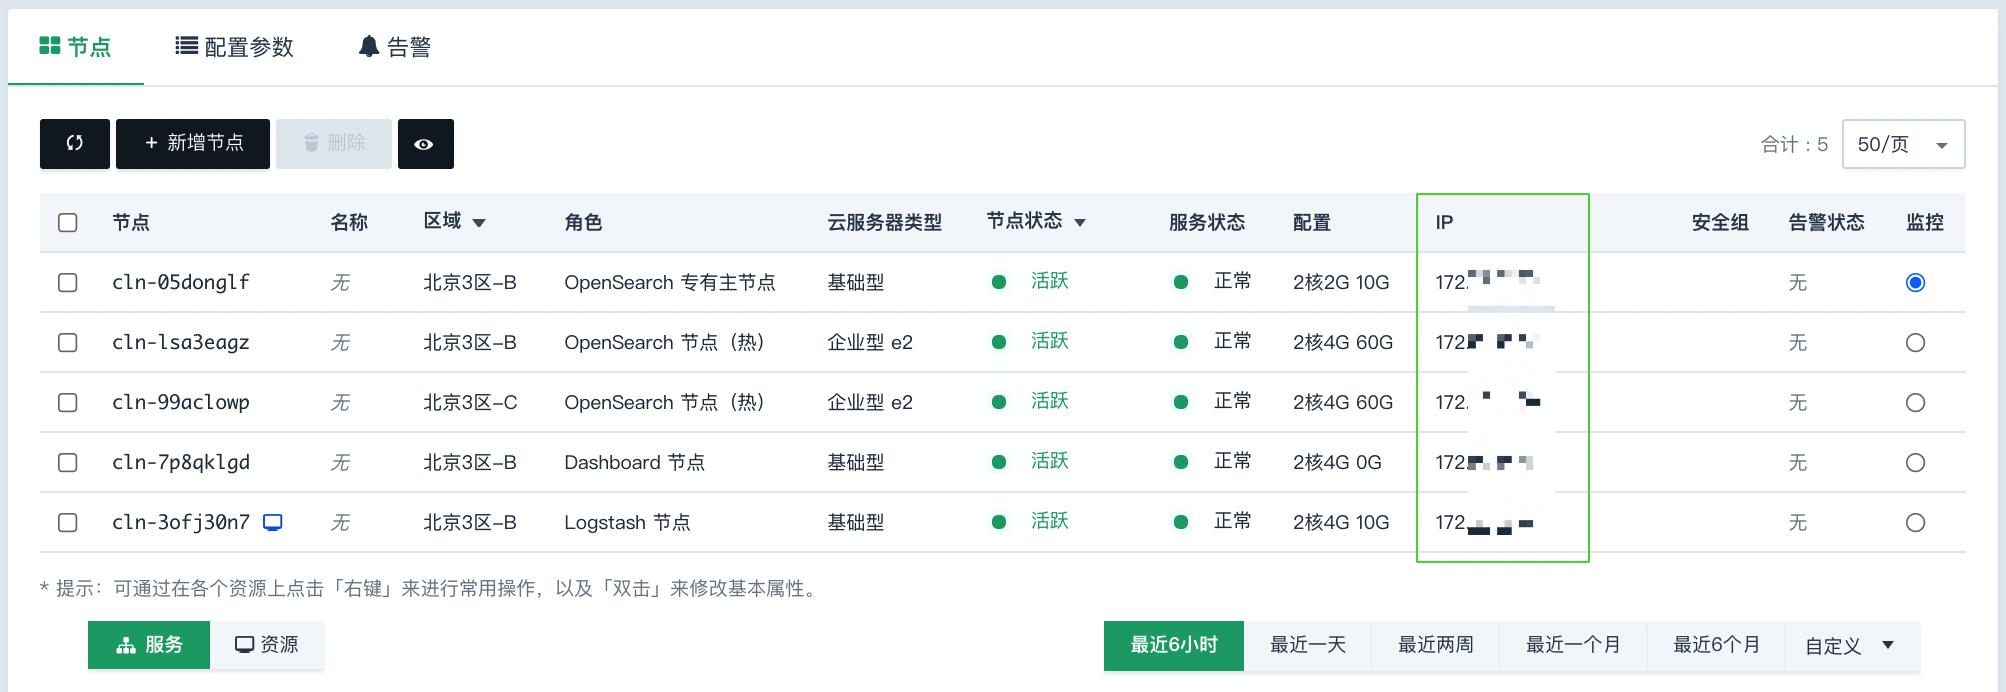 节点 配置参数 告警
+ 新增节点 删除 合计：5 50/页
节点 名称 区域 角色 云服务器类型 节点状态 服务状态 配置 IP 安全组 告警状态 监控
cln-05donglf 无 北京3区-B OpenSearch 专有主节点 基础型 活跃 正常 2核2G 10G 172. 无
cln-lsa3eagz 无 北京3区-B OpenSearch 节点（热） 企业型 e2 活跃 正常 2核4G 60G 172. 无
cln-99aclowp 无 北京3区-C OpenSearch 节点（热） 企业型 e2 活跃 正常 2核4G 60G 172. 无
cln-7p8qklgd 无 北京3区-B Dashboard 节点 基础型 活跃 正常 2核4G 0G 172. 无
cln-3ofj30n7 无 北京3区-B Logstash 节点 基础型 活跃 正常 2核4G 10G 172. 无
* 提示：可通过在各个资源上点击「右键」来进行常用操作，以及「双击」来修改基本属性。
服务 资源 最近6小时 最近一天 最近两周 最近一个月 最近6个月 自定义